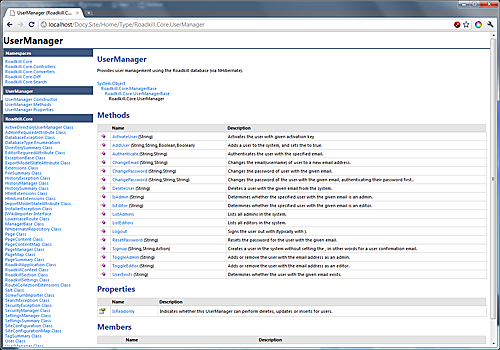 UserManager (Roadkill.Co...
localhost/Docy.Site/Home/Type/Roadkill.Core.UserManager
UserManager
Namespaces
Roadkill.Core
Roadkill.Core.Controllers
Roadkill.Core.Converters
Roadkill.Core.Diff
Roadkill.Core.Search
UserManager
UserManager Constructor
UserManager Methods
UserManager Properties
Roadkill.Core
ActiveDirectoryUserManager Class
AdminRequiredAttribute Class
DatabaseException Class
DatabaseType Enumeration
DirectorySummary Class
EditorRequiredAttribute Class
ExceptionBase Class
ExportModelStateAttribute Class
Extensions Class
FileSummary Class
HistoryException Class
HistoryManager Class
HistorySummary Class
HtmlExtensions Class
HtmlLinkExtensions Class
ImportModelStateAttribute Class
InstallerException Class
IWikiImporter Interface
LowercaseRoute Class
ManagerBase Class
NHibernateRepository Class
Page Class
PageContent Class
PageContentMap Class
PageManager Class
PageMap Class
PageSummary Class
RoadkillApplication Class
RoadkillContext Class
RoadkillSection Class
RoadkillSettings Class
RouteCollectionExtensions Class
Salt Class
ScrewTurnImporter Class
SearchException Class
SearchManager Class
SecurityException Class
SettingsManager Class
SettingsSummary Class
SiteConfiguration Class
SiteConfigurationMap Class
TagSummary Class
User Class
UserManager
Provides user management using the Roadkill database (via NHibernate).
System.Object
Roadkill.Core.ManagerBase
Roadkill.Core.UserManagerBase
Roadkill.Core.UserManager
Methods
Name Description
ActivateUser (String) Activates the user with given activation key
AddUser (String,String,Boolean,Boolean) Adds a user to the system, and sets the to true.
Authenticate (String,String) Authenticates the user with the specified email.
ChangeEmail (String,String) Changes the email(username) of user to a new email address.
ChangePassword (String,String) Changes the password of user with the given email.
ChangePassword (String,String,String) Changes the password of the user with the given email, authenticating their password first..
DeleteUser (String) Deletes a user with the given email from the system.
IsAdmin (String) Determines whether the specified user with the given email is an admin.
IsEditor (String) Determines whether the specified user with the given email is an editor.
ListAdmins Lists all admins in the system.
ListEditors Lists all editors in the system.
Logout Signs the user out with (typically with ).
ResetPassword (String) Resets the password for the user with the given email.
Signup (String,String,Action) Creates a user in the system without setting the , in other words for a user confirmation email.
ToggleAdmin (String) Adds or remove the user with the email address as an admin.
ToggleEditor (String) Adds or remove the user with the email address as an editor.
UserExists (String) Determines whether the user with the given email exists.
Properties
Name Description
IsReadonly Indicates whether this UserManager can perform deletes, updates or inserts for users.
Members
Name Description